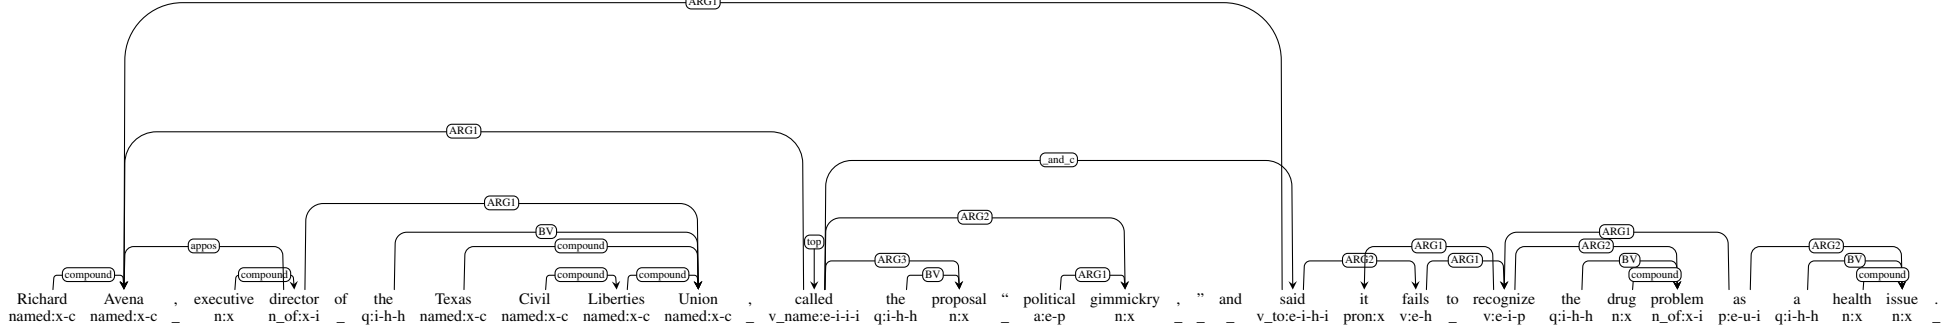 ARG1
ARG1
_and_c
ARG1
ARG2
BV
ARG1
appos
compound
top
ARG1
ARG2
ARG2
ARG3
ARG2
ARG1
BV
BV
compound
compound
compound
compound
BV
ARG1
compound
compound
Richard Avena , executive director of the Texas Civil Liberties Union , called the proposal “ political gimmickry , ” and said it fails to recognize the drug problem as a health issue .
named:x-c named:x-c _ n:x n_of:x-i _ q:i-h-h named:x-c named:x-c named:x-c named:x-c _ v_name:e-i-i-i q:i-h-h n:x _ a:e-p n:x _ _ _ v_to:e-i-h-i pron:x v:e-h _ v:e-i-p q:i-h-h n:x n_of:x-i p:e-u-i q:i-h-h n:x n:x _